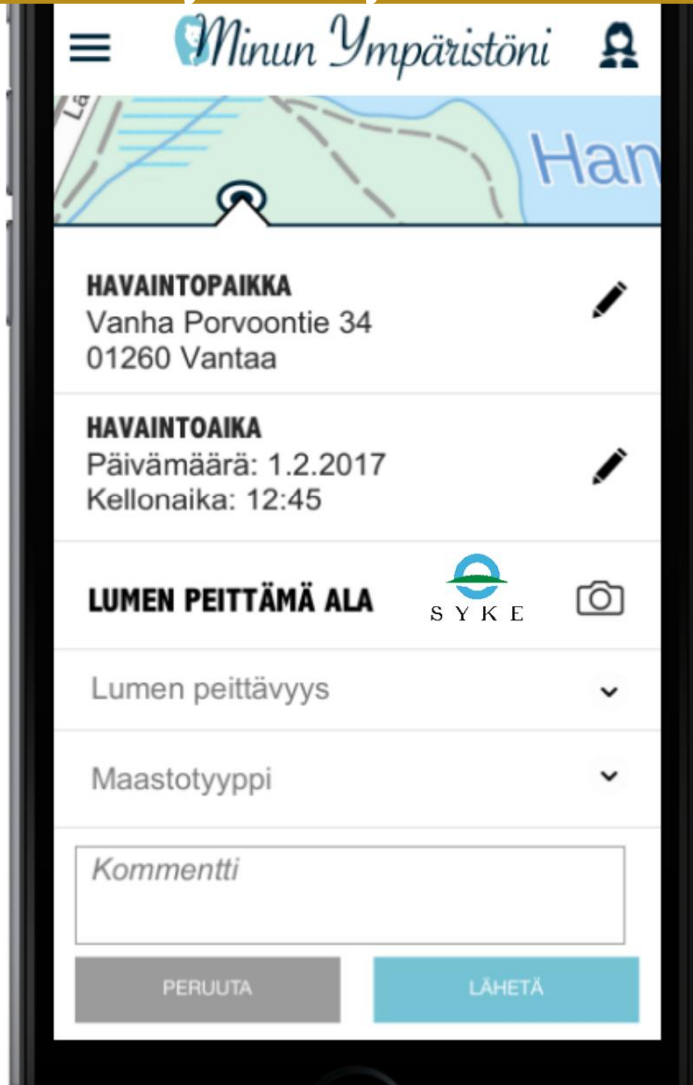 Minun Ympäristöni
Lä
Han
HAVAINTOPAIKKA
Vanha Porvoontie 34
01260 Vantaa
HAVAINTOAIKA
Päivämäärä: 1.2.2017
Kellonaika: 12:45
LUMEN PEITTÄMÄ ALA
SYKE
Lumen peittävyys
Maastotyyppi
Kommentti
PERUUTA
LÄHETÄ